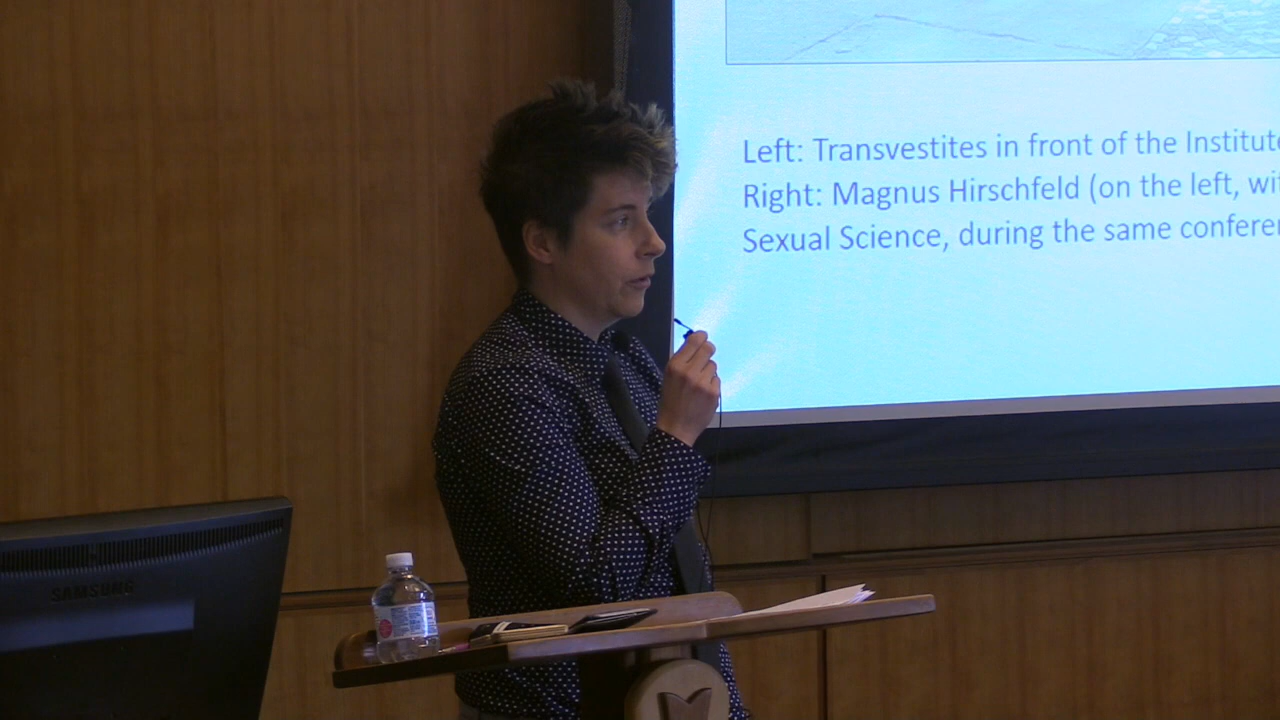 Left: Transvestites in front of the Institut
Right: Magnus Hirschfeld (on the left, wi
Sexual Science, during the same confere
SAMSUNG